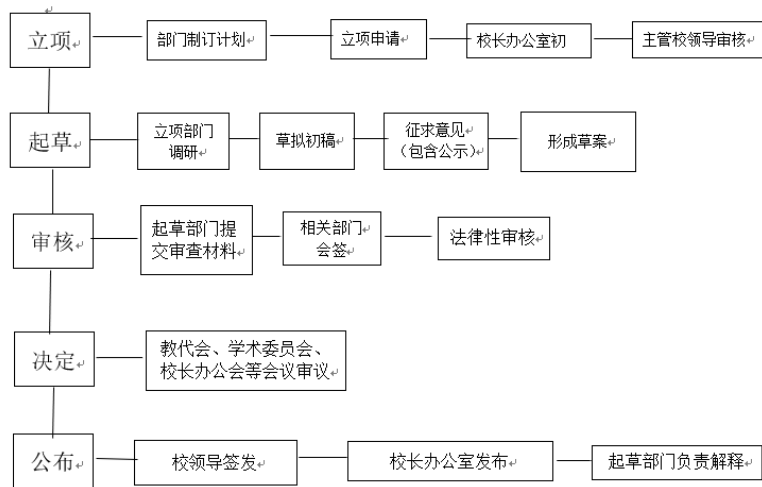 立项
部门制订计划
立项申请
校长办公室初
主管校领导审核
起草
立项部门
调研
草拟初稿
征求意见
（包含公示）
形成草案
审核
起草部门提
交审查材料
相关部门
会签
法律性审核
决定
教代会、学术委员会、
校长办公会等会议审议
公布
校领导签发
校长办公室发布
起草部门负责解释